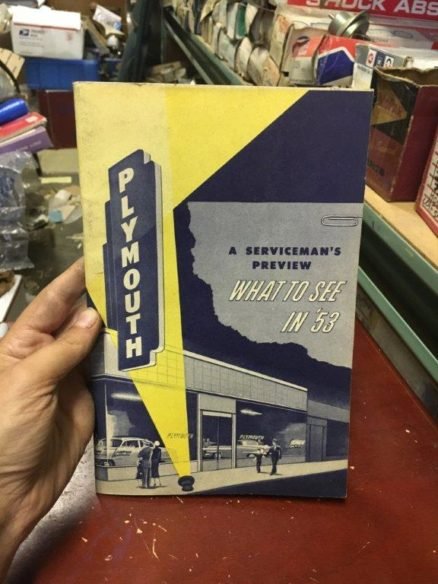 SHOCK ABS
PLYMOUTH
A SERVICEMAN'S
PREVIEW
WHAT TO SEE
IN '53
PLYMOUTH
PLYMOUTH